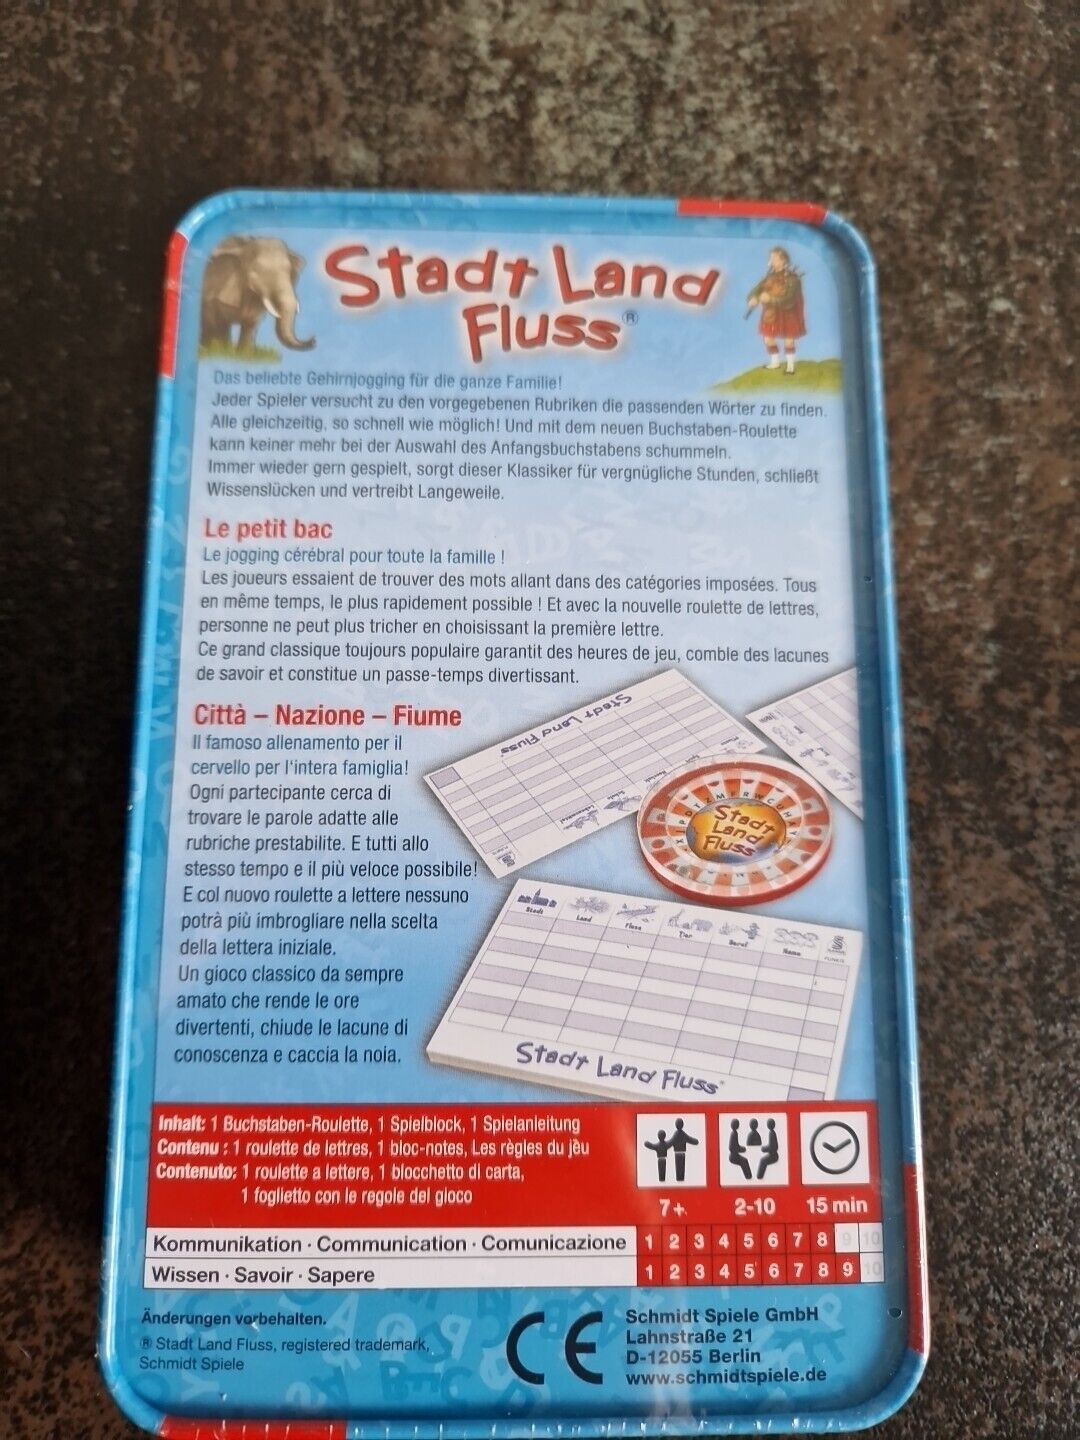 Stadt Land
Fluss®
Das beliebte Gehirnjogging für die ganze Familie!
Jeder Spieler versucht zu den vorgegebenen Rubriken die passenden Wörter zu finden.
Alle gleichzeitig, so schnell wie möglich! Und mit dem neuen Buchstaben-Roulette
kann keiner mehr bei der Auswahl des Anfangsbuchstabens schummeln.
Immer wieder gern gespielt, sorgt dieser Klassiker für vergnügliche Stunden, schließt
Wissenslücken und vertreibt Langeweile.
Le petit bac
Le jogging cérébral pour toute la famille !
Les joueurs essaient de trouver des mots allant dans des catégories imposées. Tous
en même temps, le plus rapidement possible ! Et avec la nouvelle roulette de lettres,
personne ne peut plus tricher en choisissant la première lettre.
Ce grand classique toujours populaire garantit des heures de jeu, comble des lacunes
de savoir et constitue un passe-temps divertissant.
Città – Nazione – Fiume
Il famoso allenamento per il
cervello per l'intera famiglia!
Ogni partecipante cerca di
trovare le parole adatte alle
rubriche prestabilite. E tutti allo
stesso tempo e il più veloce possibile!
E col nuovo roulette a lettere nessuno
potrà più imbrogliare nella scelta
della lettera iniziale.
Un gioco classico da sempre
amato che rende le ore
divertenti, chiude le lacune di
conoscenza e caccia la noia.
Stadt Land Fluss
Stadt
Land
Fluss
Stadt Land Fluss Tier Beruf Name
Stadt Land Fluss
Inhalt: 1 Buchstaben-Roulette, 1 Spielblock, 1 Spielanleitung
Contenu : 1 roulette de lettres, 1 bloc-notes, Les règles du jeu
Contenuto: 1 roulette a lettere, 1 blocchetto di carta,
1 foglietto con le regole del gioco
7+ 2-10 15 min
Kommunikation · Communication · Comunicazione 1 2 3 4 5 6 7 8 9 10
Wissen · Savoir · Sapere 1 2 3 4 5 6 7 8 9 10
Änderungen vorbehalten.
® Stadt Land Fluss, registered trademark,
Schmidt Spiele
CE
Schmidt Spiele GmbH
Lahnstraße 21
D-12055 Berlin
www.schmidtspiele.de